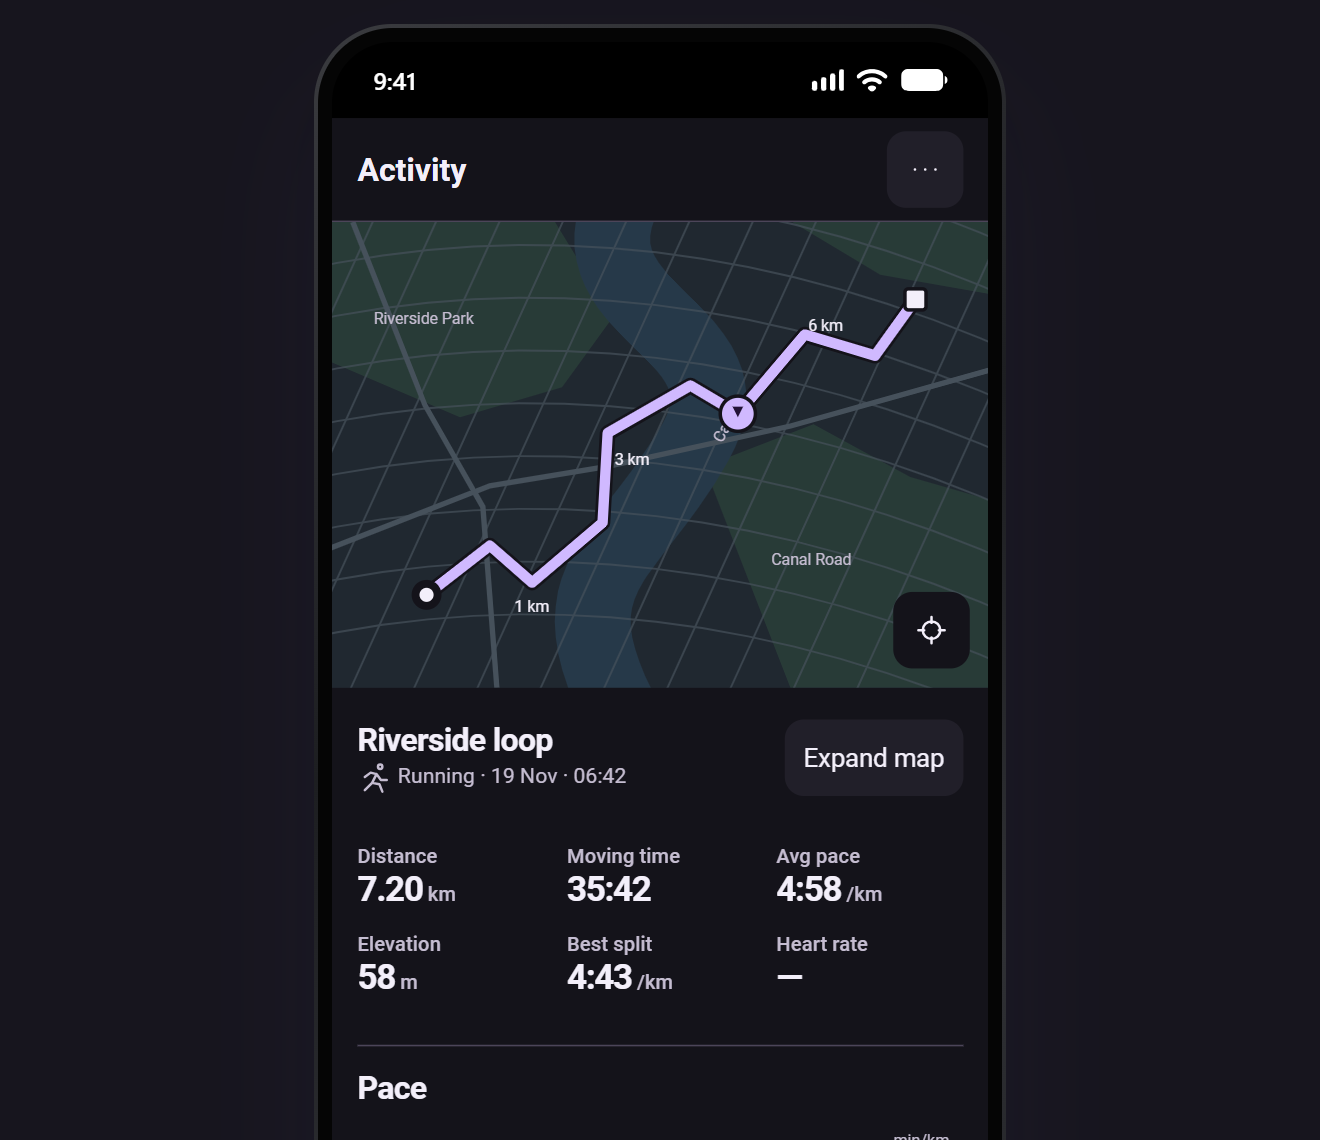 9:41
Activity
Riverside Park
6 km
3 km
Canal Road
1 km
Riverside loop
Expand map
Running · 19 Nov · 06:42
Distance
Moving time
Avg pace
7.20 km
35:42
4:58 /km
Elevation
Best split
Heart rate
58 m
4:43 /km
—
Pace
min/km